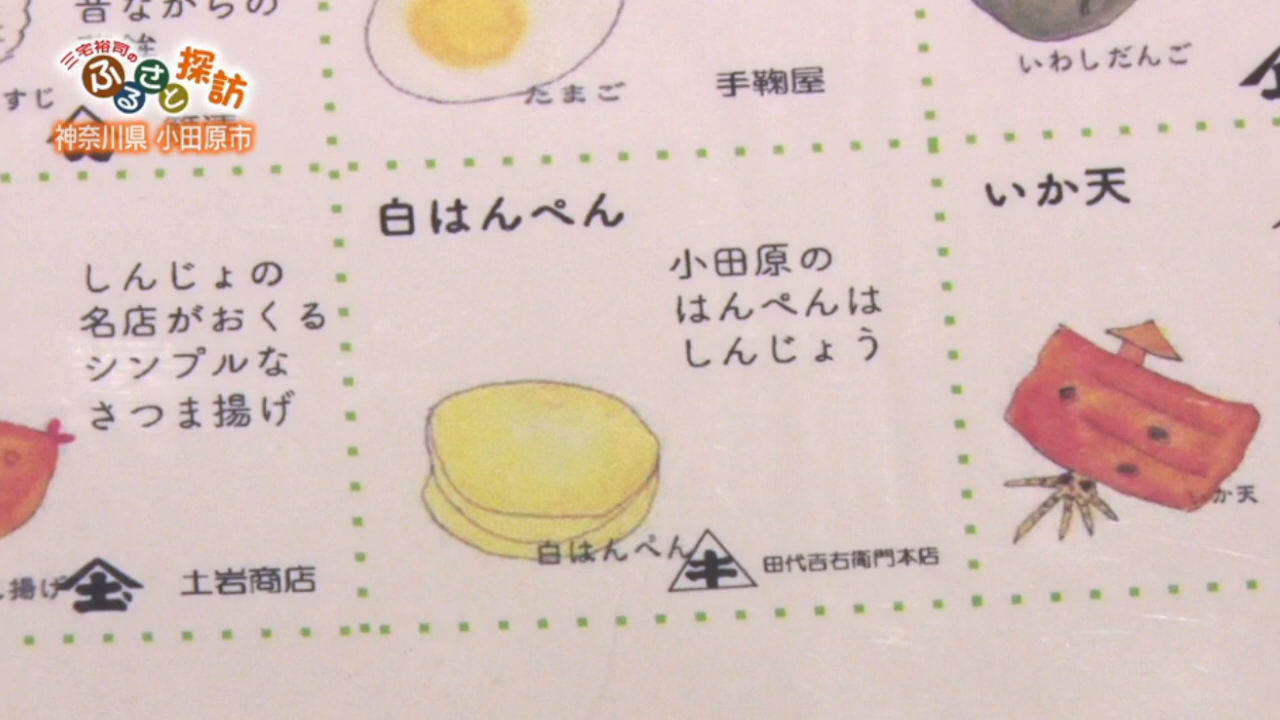 三宅裕司の
ふるさと
探訪
神奈川県 小田原市
昔ながらの
すじ
たまご
手鞠屋
いわしだんご
しんじょの
名店がおくる
シンプルな
さつま揚げ
揚げ
土岩商店
白はんぺん
小田原の
はんぺんは
しんじょう
白はんぺん
田代吉右衛門本店
いか天
いか天